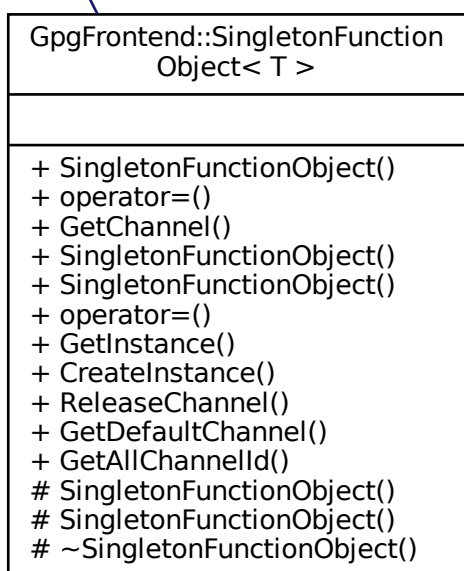 GpgFrontend::SingletonFunction
Object< T >
+ SingletonFunctionObject()
+ operator=()
+ GetChannel()
+ SingletonFunctionObject()
+ SingletonFunctionObject()
+ operator=()
+ GetInstance()
+ CreateInstance()
+ ReleaseChannel()
+ GetDefaultChannel()
+ GetAllChannelId()
# SingletonFunctionObject()
# SingletonFunctionObject()
# ~SingletonFunctionObject()